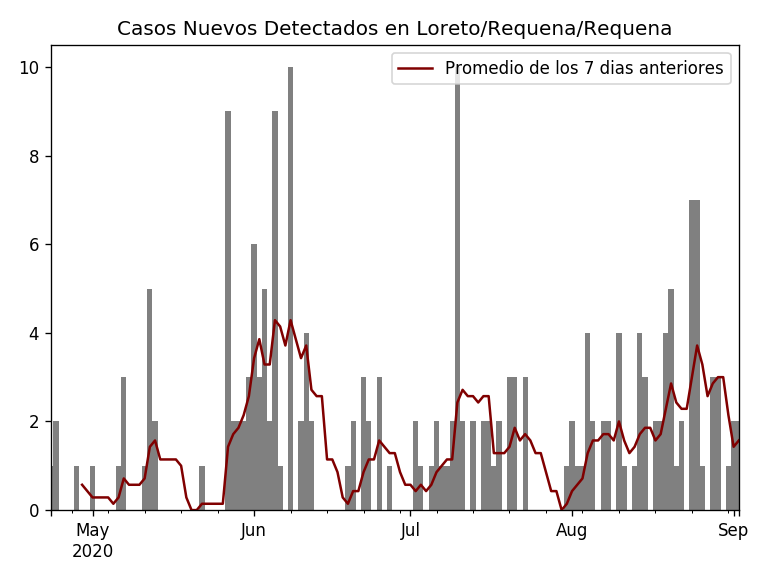 Casos Nuevos Detectados en Loreto/Requena/Requena
Promedio de los 7 dias anteriores
10
8
6
4
2
0
May
2020
Jun
Jul
Aug
Sep